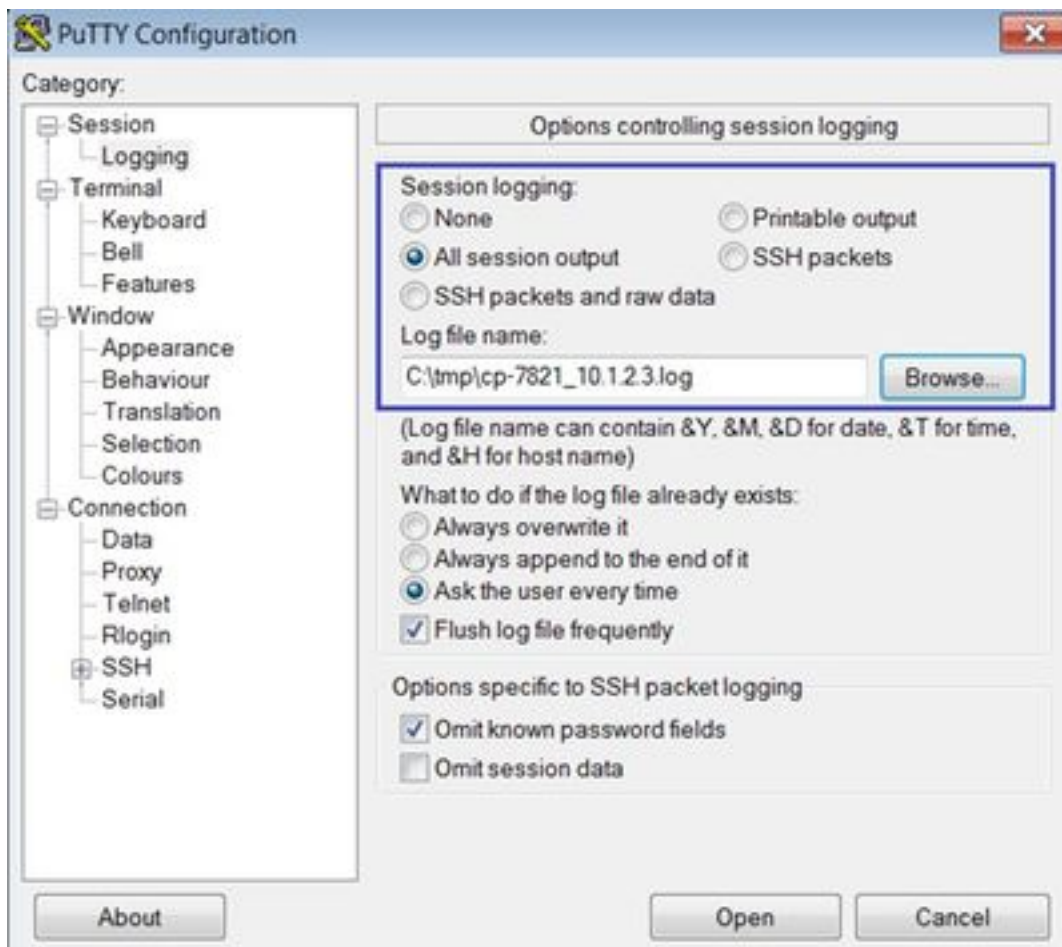 PuTTY Configuration
Category:
Session
Logging
Terminal
Keyboard
Bell
Features
Window
Appearance
Behaviour
Translation
Selection
Colours
Connection
Data
Proxy
Telnet
Rlogin
SSH
Serial
Options controlling session logging
Session logging:
None
Printable output
All session output
SSH packets
SSH packets and raw data
Log file name:
C:\tmp\cp-7821_10.1.2.3.log
Browse...
(Log file name can contain &Y, &M, &D for date, &T for time,
and &H for host name)
What to do if the log file already exists:
Always overwrite it
Always append to the end of it
Ask the user every time
Flush log file frequently
Options specific to SSH packet logging
Omit known password fields
Omit session data
About
Open
Cancel